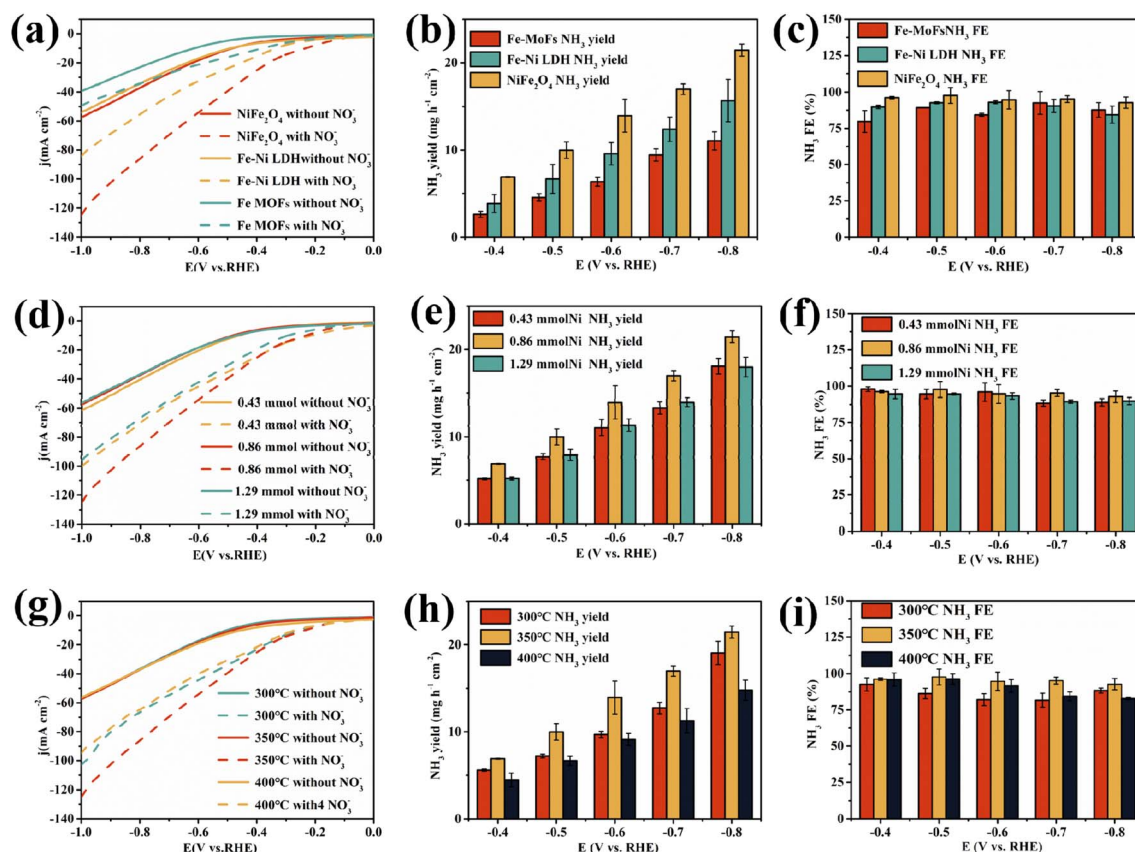 (a)
j(mA cm⁻²)
0
-20
-40
-60
-80
-100
-120
-140
NiFe₂O₄ without NO₃⁻
NiFe₂O₄ with NO₃⁻
Fe-Ni LDHwithout NO₃⁻
Fe-Ni LDH with NO₃⁻
Fe MOFs without NO₃⁻
Fe MOFs with NO₃⁻
-1.0 -0.8 -0.6 -0.4 -0.2 0.0
E(V vs.RHE)
(b)
NH₃ yield (mg h⁻¹ cm⁻²)
20
10
0
Fe-MoFs NH₃ yield
Fe-Ni LDH NH₃ yield
NiFe₂O₄ NH₃ yield
-0.4 -0.5 -0.6 -0.7 -0.8
E (V vs. RHE)
(c)
NH₃ FE (%)
150
125
100
75
50
25
0
Fe-MoFsNH₃ FE
Fe-Ni LDH NH₃ FE
NiFe₂O₄ NH₃ FE
-0.4 -0.5 -0.6 -0.7 -0.8
E (V vs. RHE)
(d)
j(mA cm⁻²)
0
-20
-40
-60
-80
-100
-120
-140
0.43 mmol without NO₃⁻
0.43 mmol with NO₃⁻
0.86 mmol without NO₃⁻
0.86 mmol with NO₃⁻
1.29 mmol without NO₃⁻
1.29 mmol with NO₃⁻
-1.0 -0.8 -0.6 -0.4 -0.2 0.0
E(V vs.RHE)
(e)
NH₃ yield (mg h⁻¹ cm⁻²)
20
10
0
0.43 mmolNi NH₃ yield
0.86 mmolNi NH₃ yield
1.29 mmolNi NH₃ yield
-0.4 -0.5 -0.6 -0.7 -0.8
E (V vs. RHE)
(f)
NH₃ FE (%)
150
125
100
75
50
25
0
0.43 mmolNi NH₃ FE
0.86 mmolNi NH₃ FE
1.29 mmolNi NH₃ FE
-0.4 -0.5 -0.6 -0.7 -0.8
E (V vs. RHE)
(g)
j(mA cm⁻²)
0
-20
-40
-60
-80
-100
-120
-140
300°C without NO₃⁻
300°C with NO₃⁻
350°C without NO₃⁻
350°C with NO₃⁻
400°C without NO₃⁻
400°C with4 NO₃⁻
-1.0 -0.8 -0.6 -0.4 -0.2 0.0
E(V vs.RHE)
(h)
NH₃ yield (mg h⁻¹ cm⁻²)
20
10
0
300°C NH₃ yield
350°C NH₃ yield
400°C NH₃ yield
-0.4 -0.5 -0.6 -0.7 -0.8
E (V vs. RHE)
(i)
NH₃ FE (%)
150
125
100
75
50
25
0
300°C NH₃ FE
350°C NH₃ FE
400°C NH₃ FE
-0.4 -0.5 -0.6 -0.7 -0.8
E (V vs. RHE)